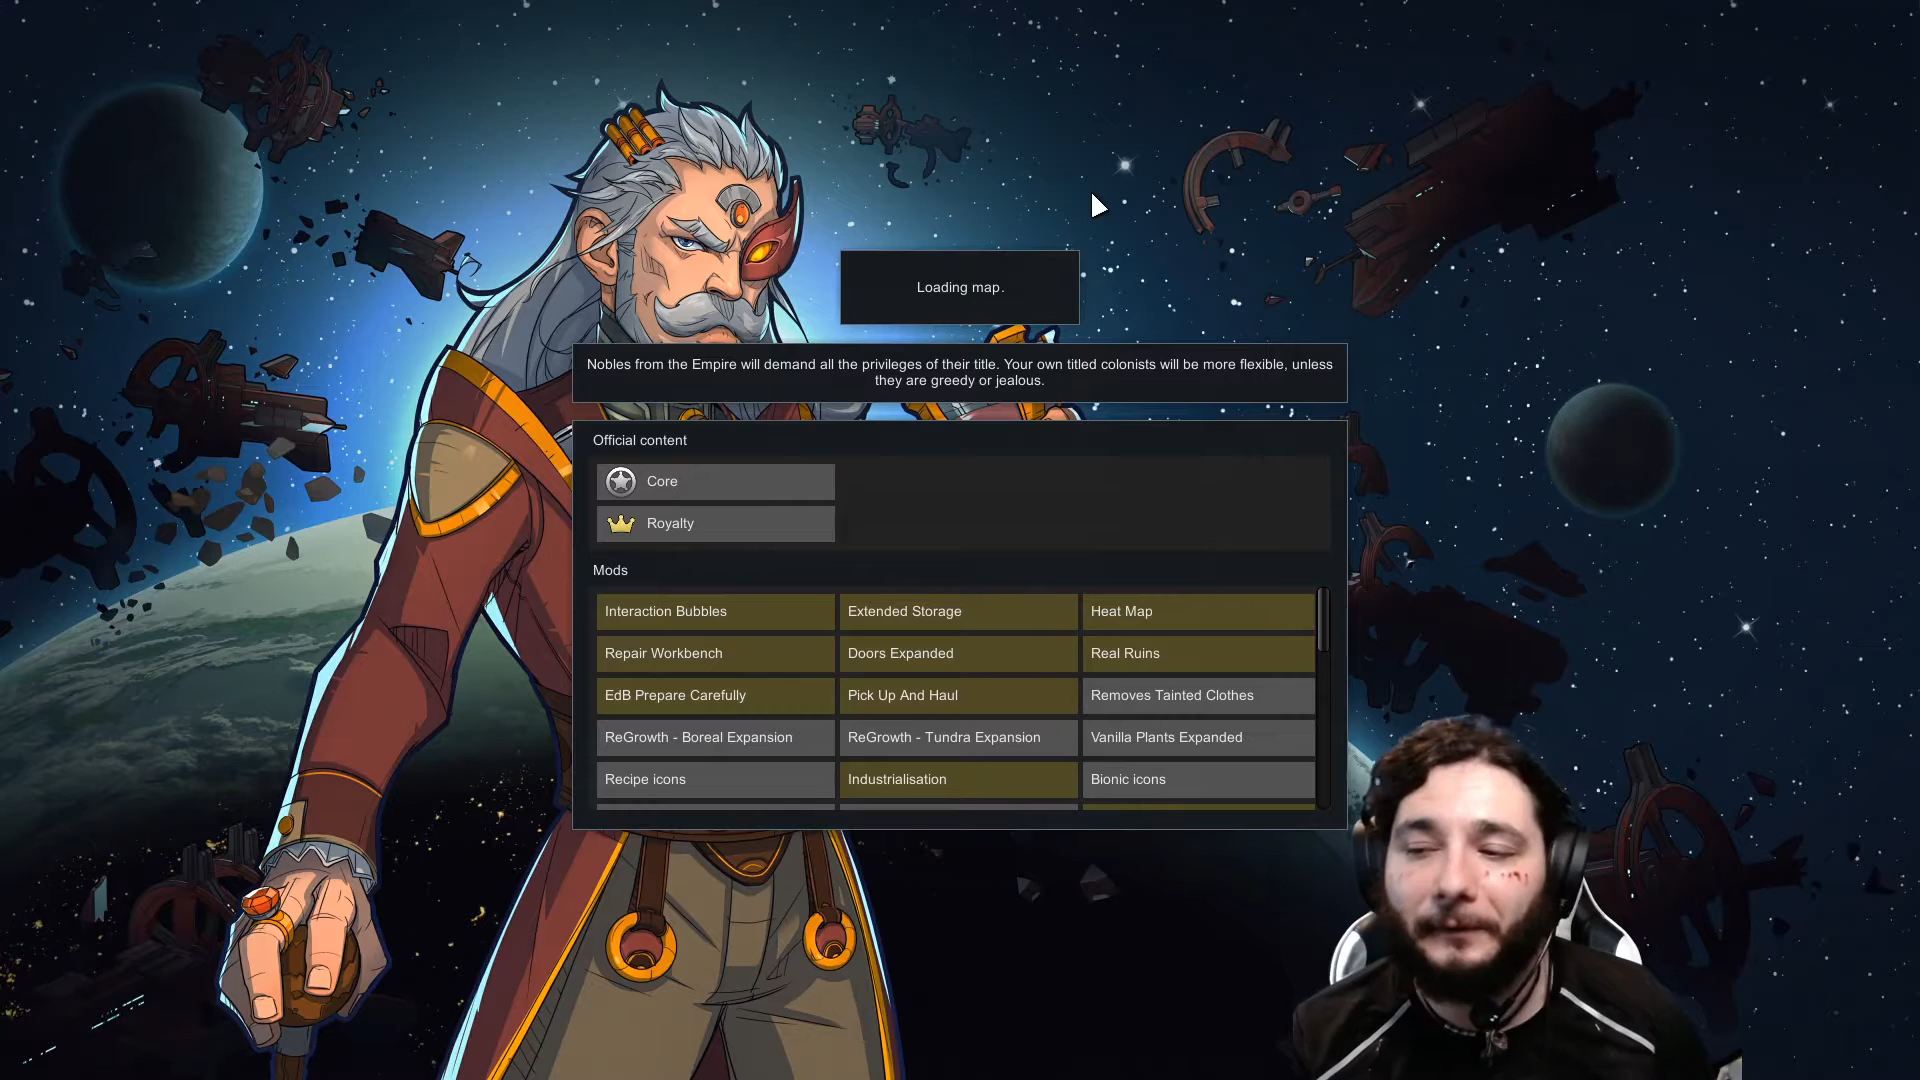 Loading map.
Nobles from the Empire will demand all the privileges of their title. Your own titled colonists will be more flexible, unless
they are greedy or jealous.
Official content
Core
Royalty
Mods
Interaction Bubbles
Extended Storage
Heat Map
Repair Workbench
Doors Expanded
Real Ruins
EdB Prepare Carefully
Pick Up And Haul
Removes Tainted Clothes
ReGrowth - Boreal Expansion
ReGrowth - Tundra Expansion
Vanilla Plants Expanded
Recipe icons
Industrialisation
Bionic icons